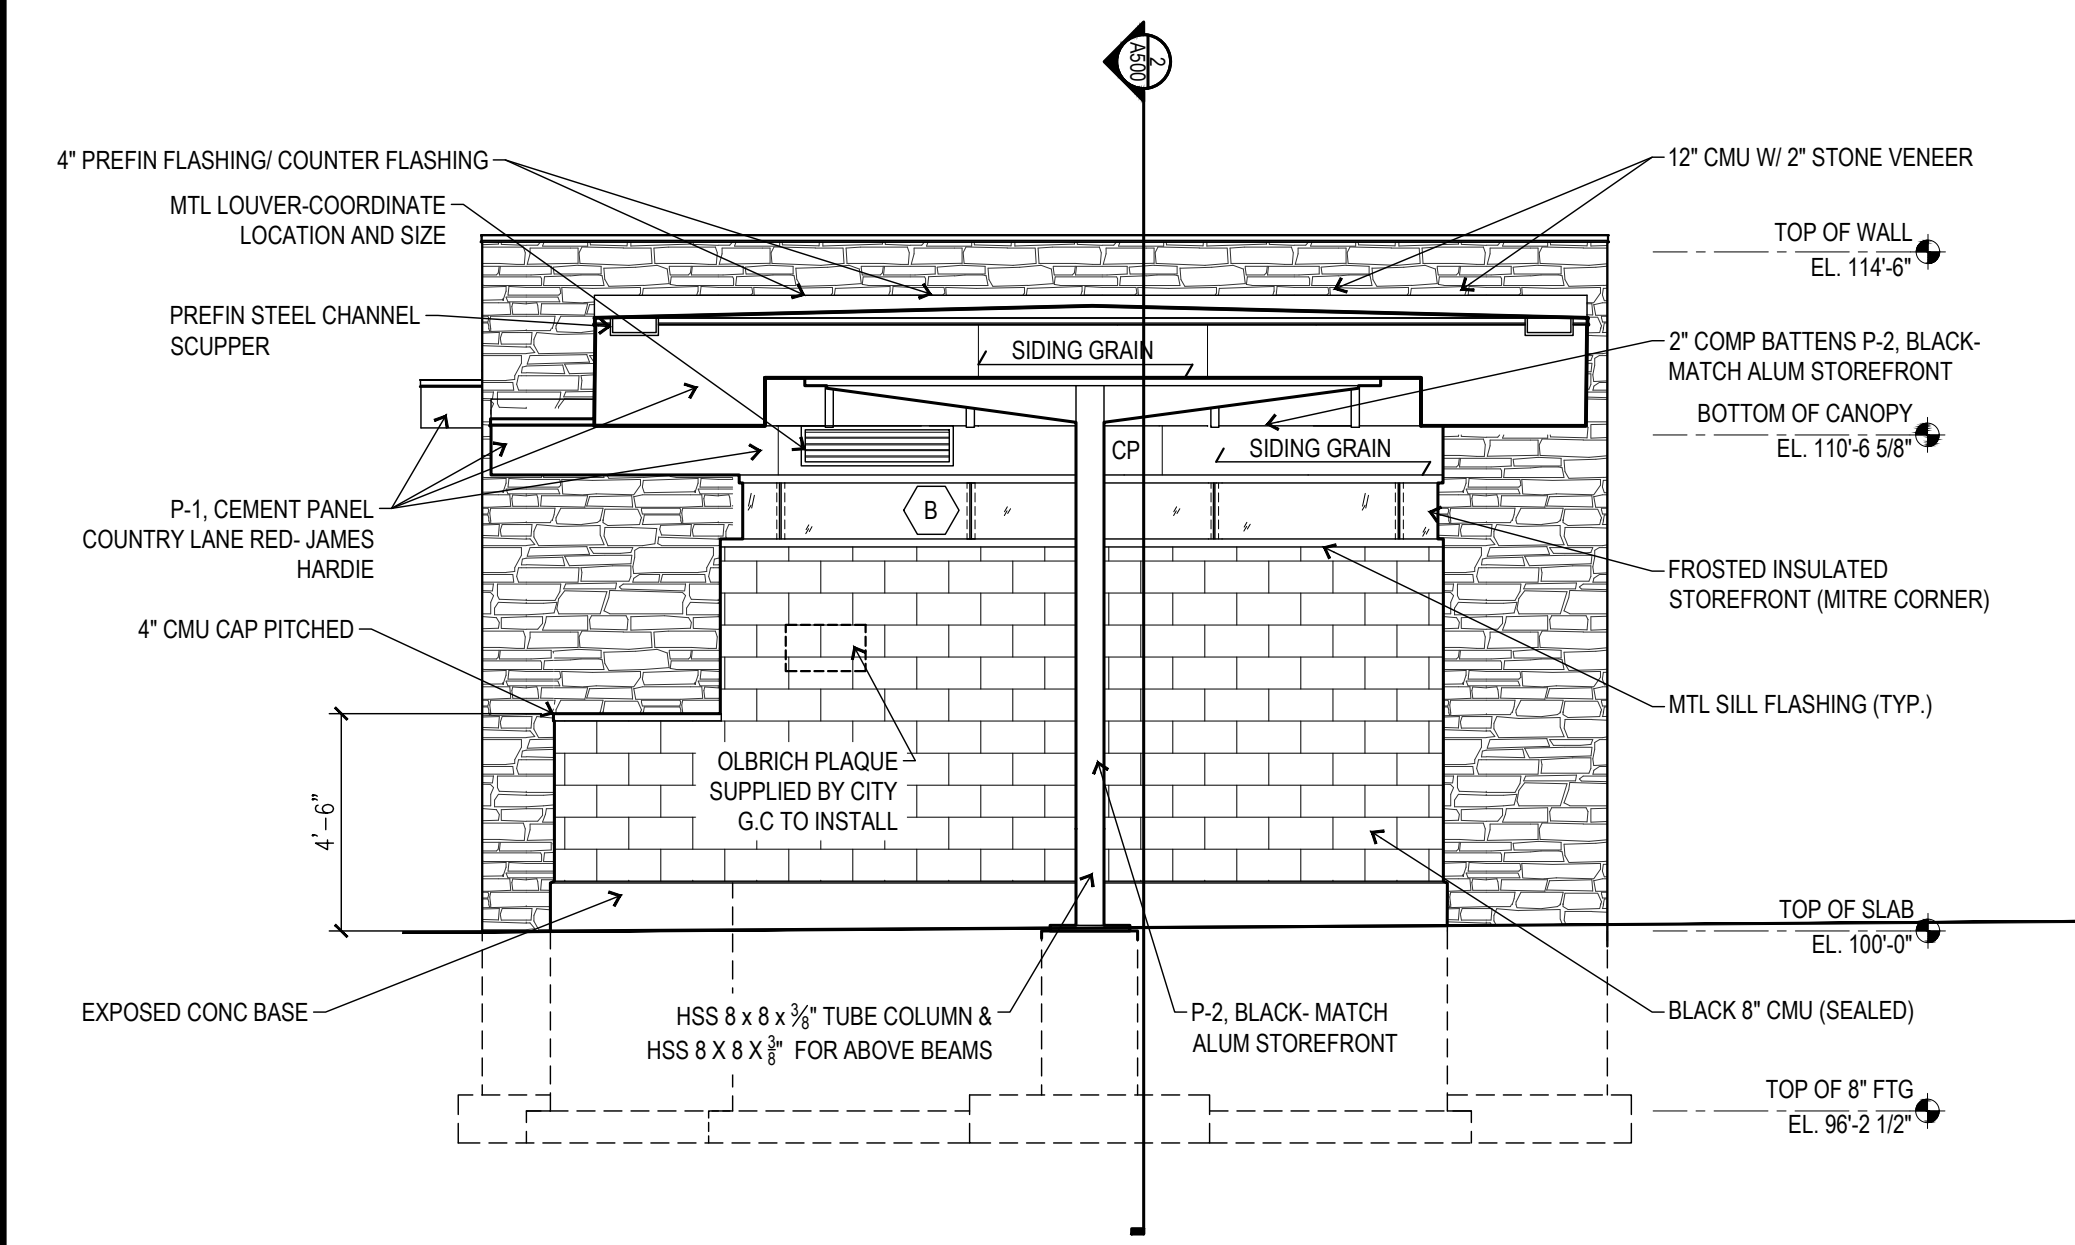 2
A500
4" PREFIN FLASHING/ COUNTER FLASHING
MTL LOUVER-COORDINATE
LOCATION AND SIZE
PREFIN STEEL CHANNEL
SCUPPER
P-1, CEMENT PANEL
COUNTRY LANE RED- JAMES
HARDIE
4" CMU CAP PITCHED
4'-6"
EXPOSED CONC BASE
SIDING GRAIN
CP
SIDING GRAIN
B
OLBRICH PLAQUE
SUPPLIED BY CITY
G.C TO INSTALL
HSS 8 x 8 x 3/8" TUBE COLUMN &
HSS 8 X 8 X 3/8" FOR ABOVE BEAMS
P-2, BLACK- MATCH
ALUM STOREFRONT
12" CMU W/ 2" STONE VENEER
TOP OF WALL
EL. 114'-6"
2" COMP BATTENS P-2, BLACK-
MATCH ALUM STOREFRONT
BOTTOM OF CANOPY
EL. 110'-6 5/8"
FROSTED INSULATED
STOREFRONT (MITRE CORNER)
MTL SILL FLASHING (TYP.)
TOP OF SLAB
EL. 100'-0"
BLACK 8" CMU (SEALED)
TOP OF 8" FTG
EL. 96'-2 1/2"